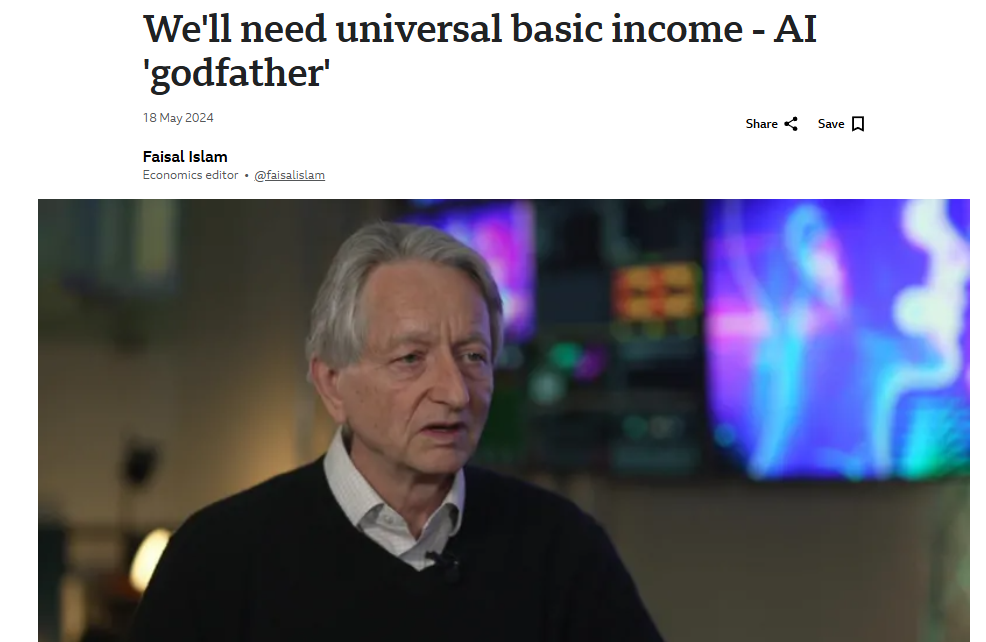 We'll need universal basic income - AI
'godfather'
18 May 2024
Share
Save
Faisal Islam
Economics editor • @faisalislam